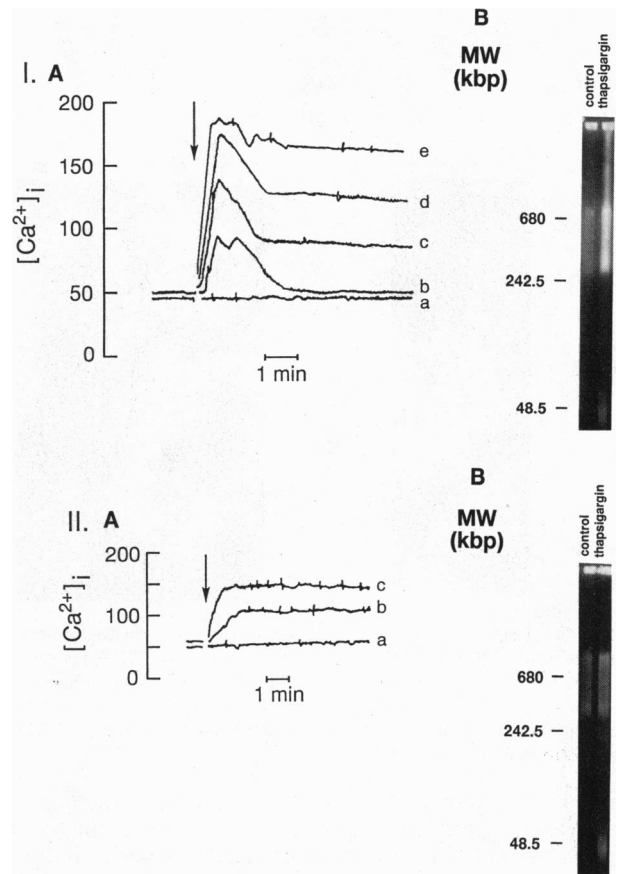 I. A
[Ca2+]i
200
150
100
50
0
e
d
c
b
a
1 min
B
MW
(kbp)
control
thapsigargin
680
242.5
48.5
II. A
[Ca2+]i
200
100
0
c
b
a
1 min
B
MW
(kbp)
control
thapsigargin
680
242.5
48.5